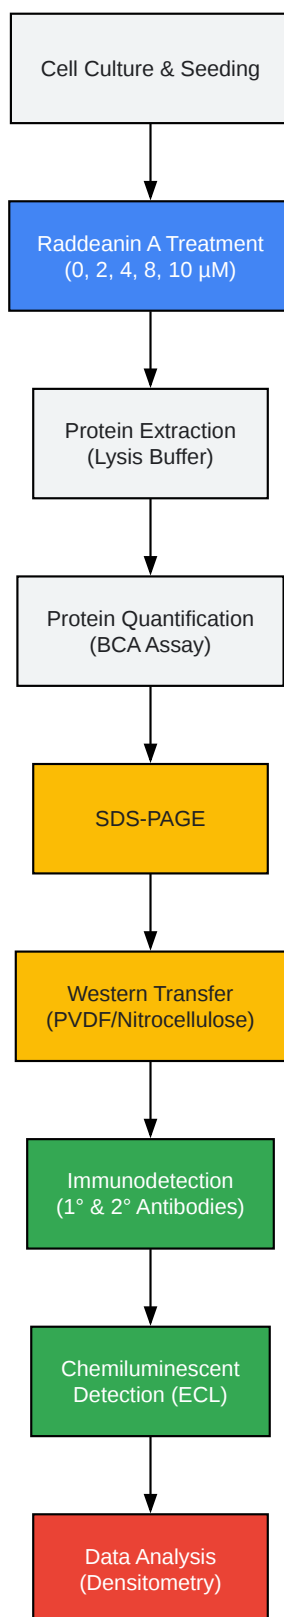 Cell Culture & Seeding
Raddeanin A Treatment
(0, 2, 4, 8, 10 µM)
Protein Extraction
(Lysis Buffer)
Protein Quantification
(BCA Assay)
SDS-PAGE
Western Transfer
(PVDF/Nitrocellulose)
Immunodetection
(1° & 2° Antibodies)
Chemiluminescent
Detection (ECL)
Data Analysis
(Densitometry)